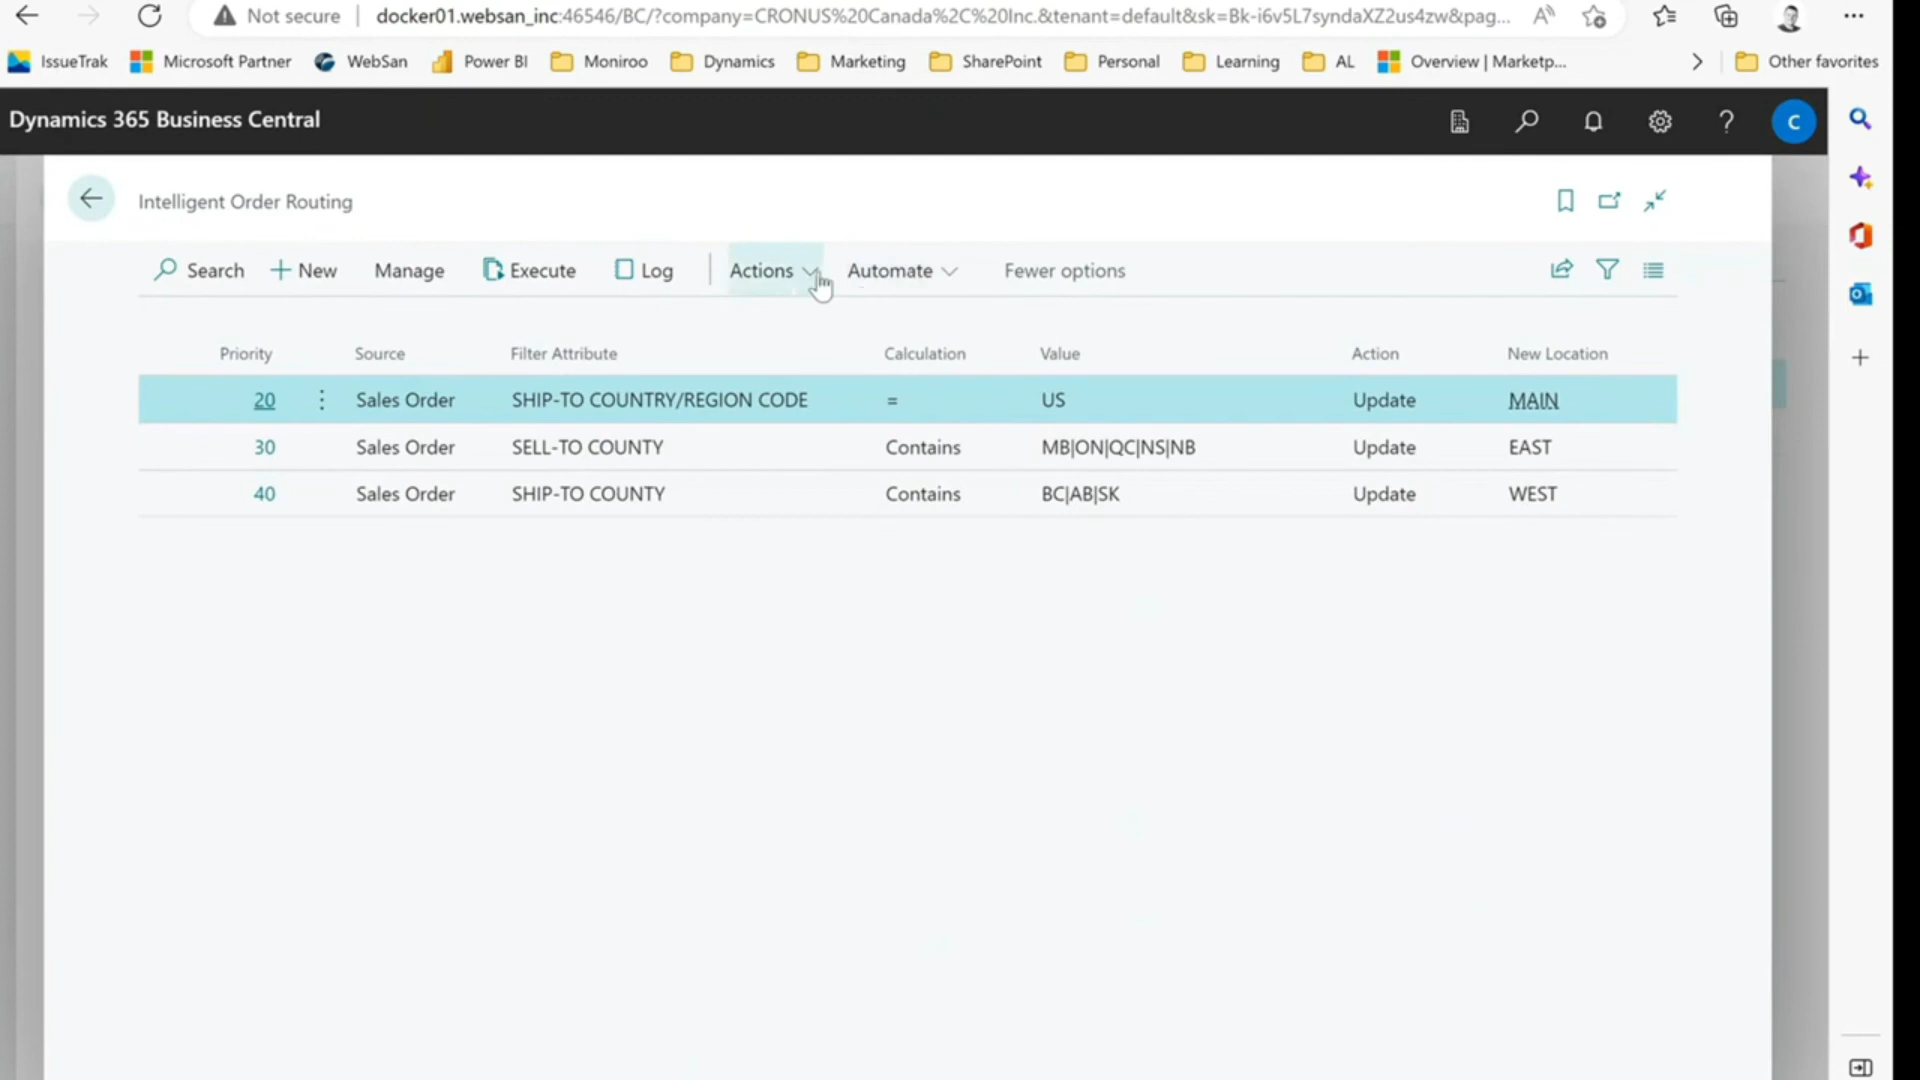 Not secure docker01.websan_inc:46546/BC/?company=CRONUS%20Canada%2C%20Inc.&tenant=default&sk=Bk-i6v5L7syndaXZ2us4zw&pag...
IssueTrak Microsoft Partner WebSan Power BI Moniroo Dynamics Marketing SharePoint Personal Learning AL Overview | Marketp... Other favorites
Dynamics 365 Business Central
? C
Intelligent Order Routing
Search New Manage Execute Log Actions Automate Fewer options
Priority Source Filter Attribute Calculation Value Action New Location
20 Sales Order SHIP-TO COUNTRY/REGION CODE = US Update MAIN
30 Sales Order SELL-TO COUNTY Contains MB|ON|QC|NS|NB Update EAST
40 Sales Order SHIP-TO COUNTY Contains BC|AB|SK Update WEST